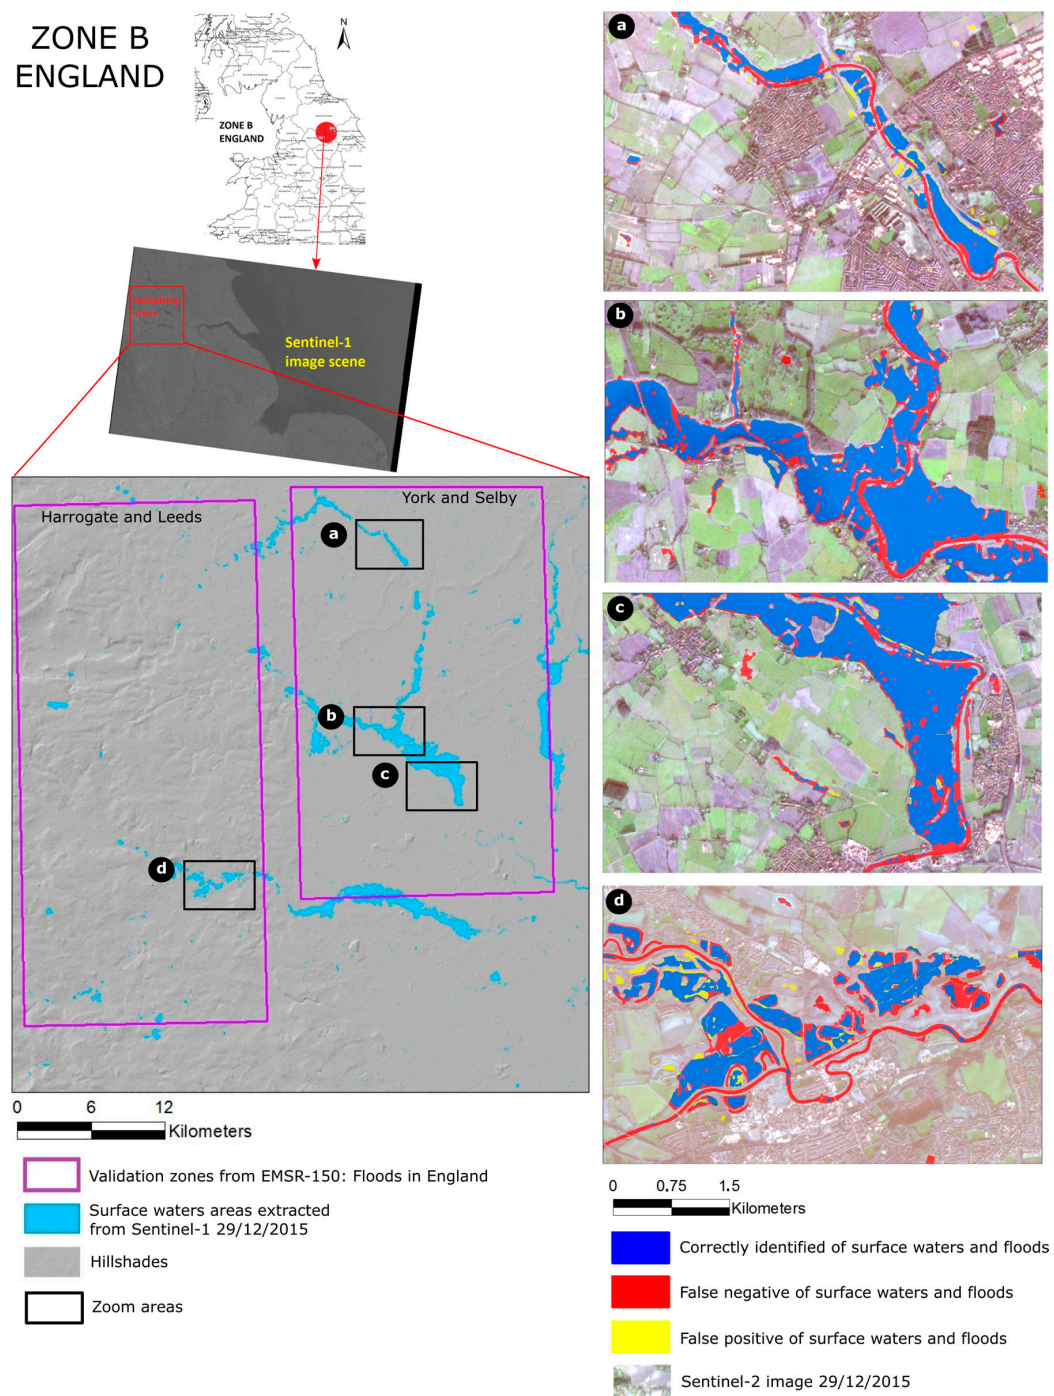 ZONE B
ENGLAND
N
ZONE B
ENGLAND
Sentinel-1
image scene
Harrogate and Leeds
York and Selby
a
b
c
d
0 6 12
Kilometers
Validation zones from EMSR-150: Floods in England
Surface waters areas extracted
from Sentinel-1 29/12/2015
Hillshades
Zoom areas
a
b
c
d
0 0.75 1.5
Kilometers
Correctly identified of surface waters and floods
False negative of surface waters and floods
False positive of surface waters and floods
Sentinel-2 image 29/12/2015